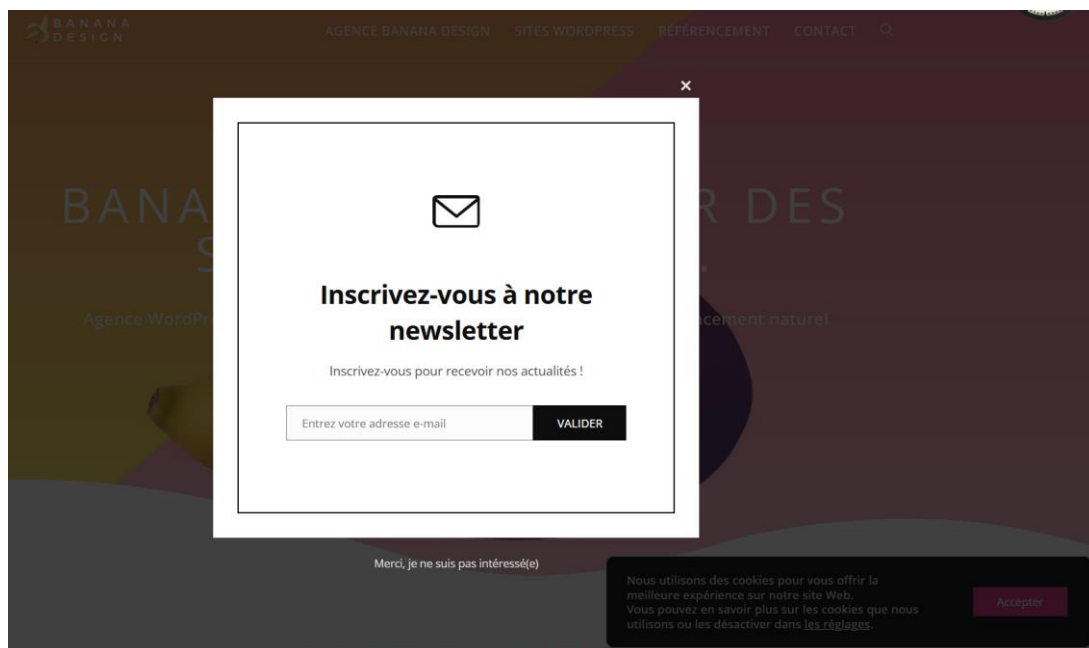 BANANA
DESIGN
AGENCE BANANA DESIGN SITES WORDPRESS RÉFÉRENCEMENT CONTACT
×
BANA R DES
S .
Agence WordPr cement naturel
Inscrivez-vous à notre
newsletter
Inscrivez-vous pour recevoir nos actualités !
Entrez votre adresse e-mail VALIDER
Merci, je ne suis pas intéressé(e)
Nous utilisons des cookies pour vous offrir la
meilleure expérience sur notre site Web.
Vous pouvez en savoir plus sur les cookies que nous
utilisons ou les désactiver dans les réglages.
Accepter